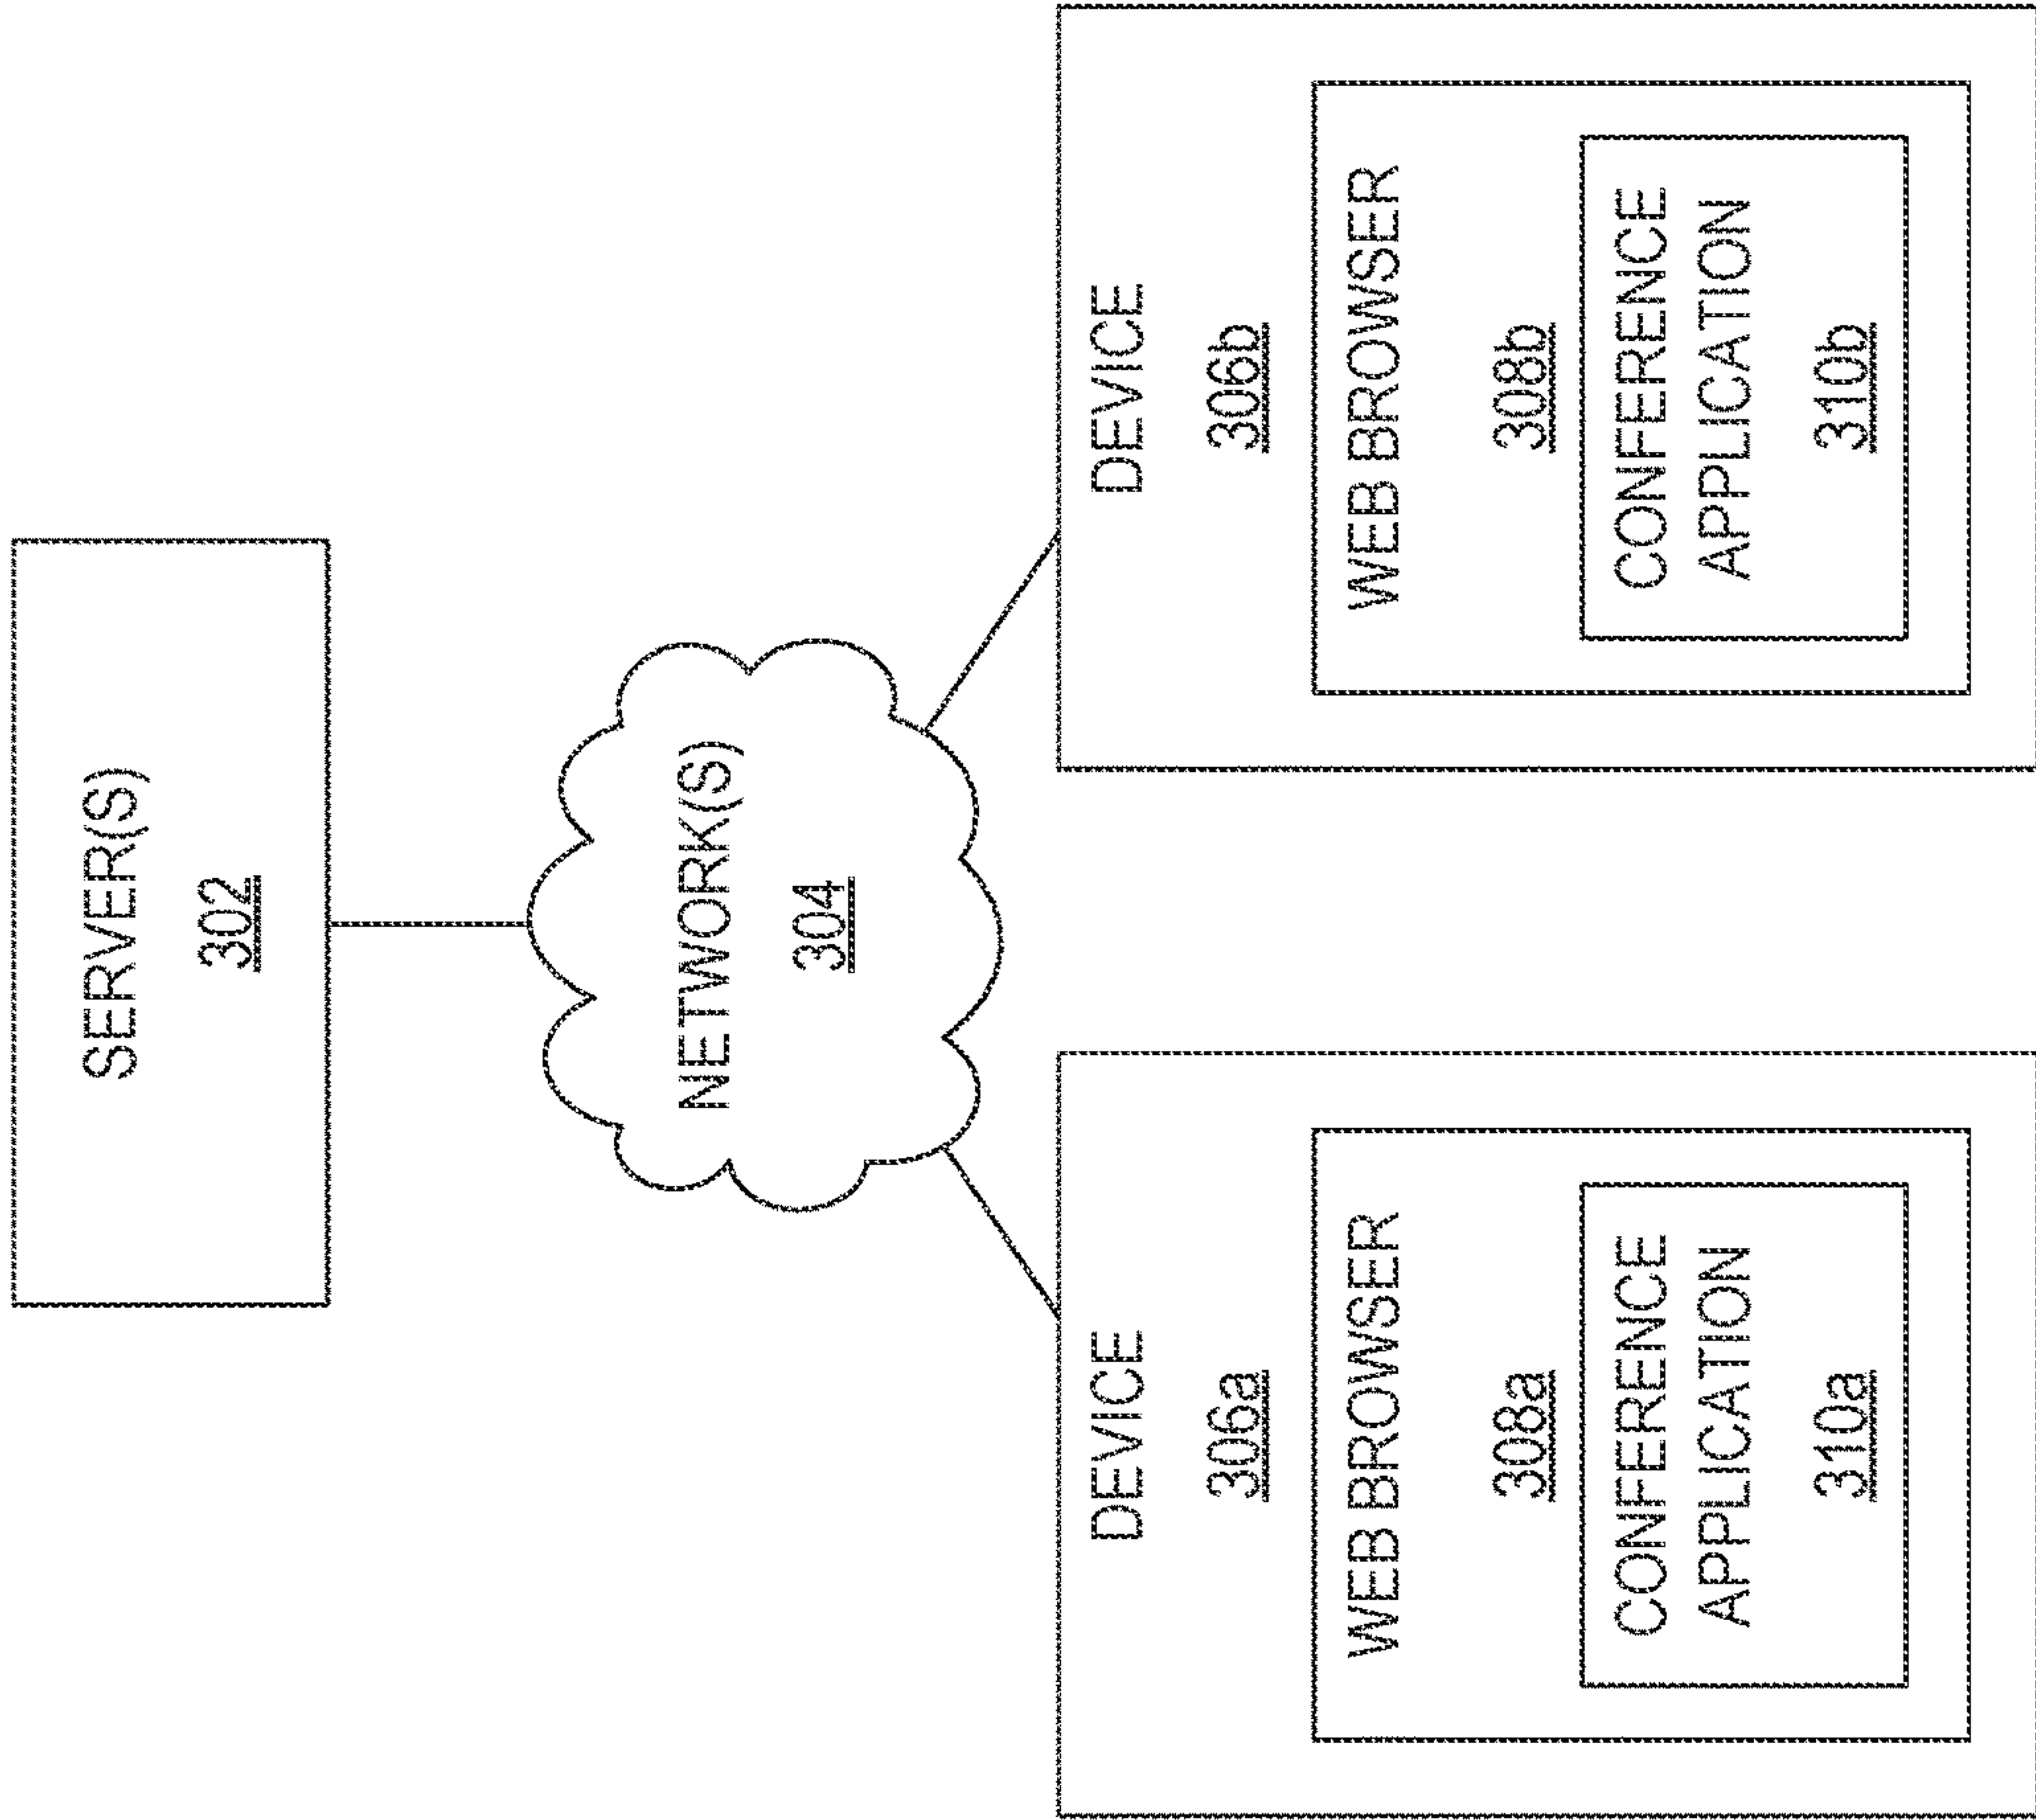 SERVER(S)
302
NETWORK(S)
304
DEVICE
306a
WEB BROWSER
308a
CONFERENCE
APPLICATION
310a
DEVICE
306b
WEB BROWSER
308b
CONFERENCE
APPLICATION
310b